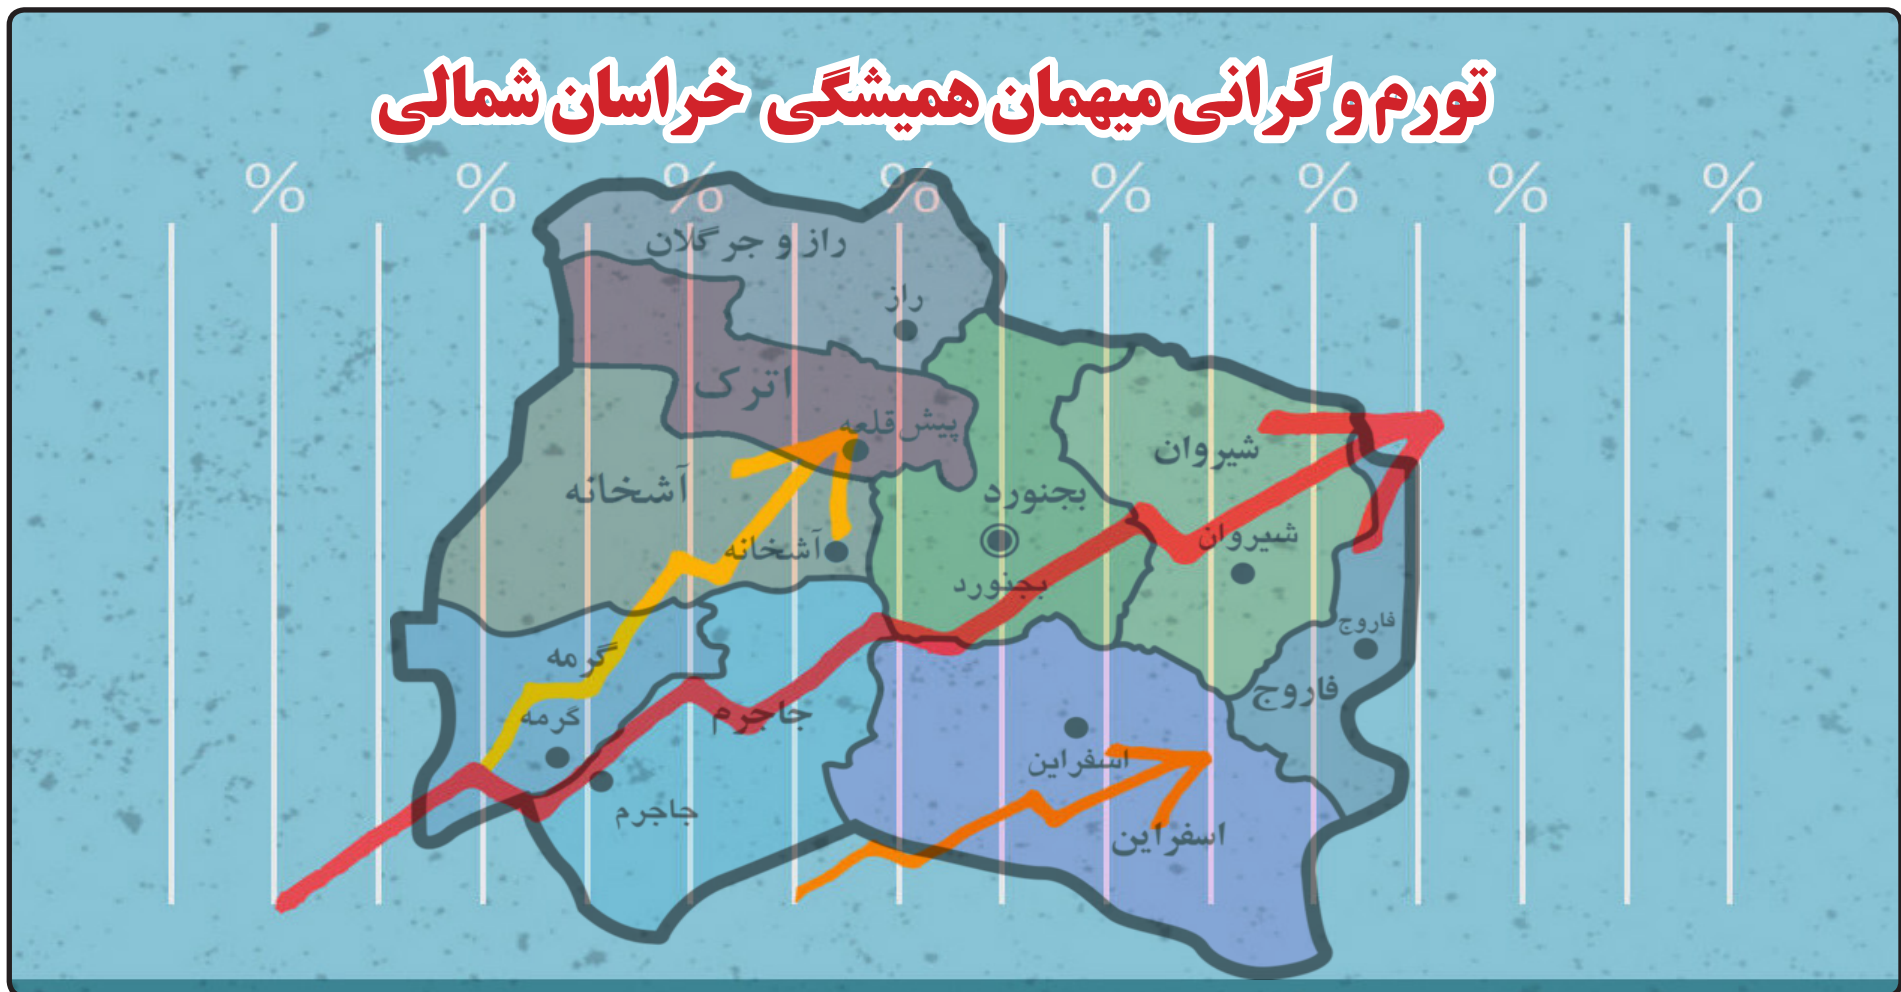 تورم و گرانی میهمان همیشگی خراسان شمالی
% % % % % % % %
راز و جرگلان
راز
اترک
پیش قلعه
شیروان
آشخانه
بجنورد
شیروان
آشخانه
بجنورد
فاروج
گرمه
فاروج
گرمه
جاجرم
اسفراین
جاجرم
اسفراین